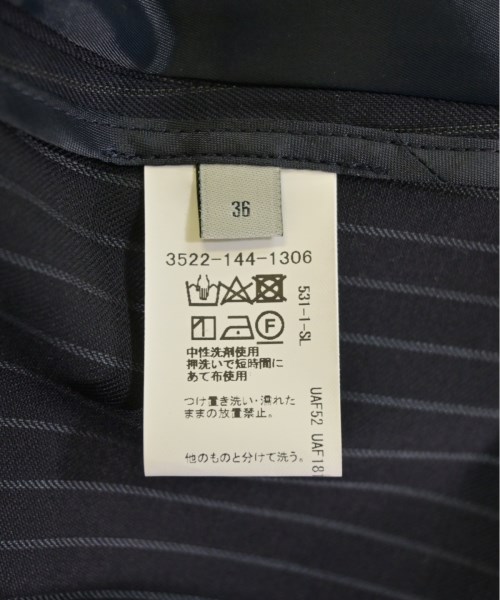 36
3522-144-1306
中性洗剤使用
押洗いで短時間に
あて布使用
つけ置き洗い・濡れた
ままの放置禁止。
他のものと分けて洗う。
531-1-SL
UAF52 UAF18